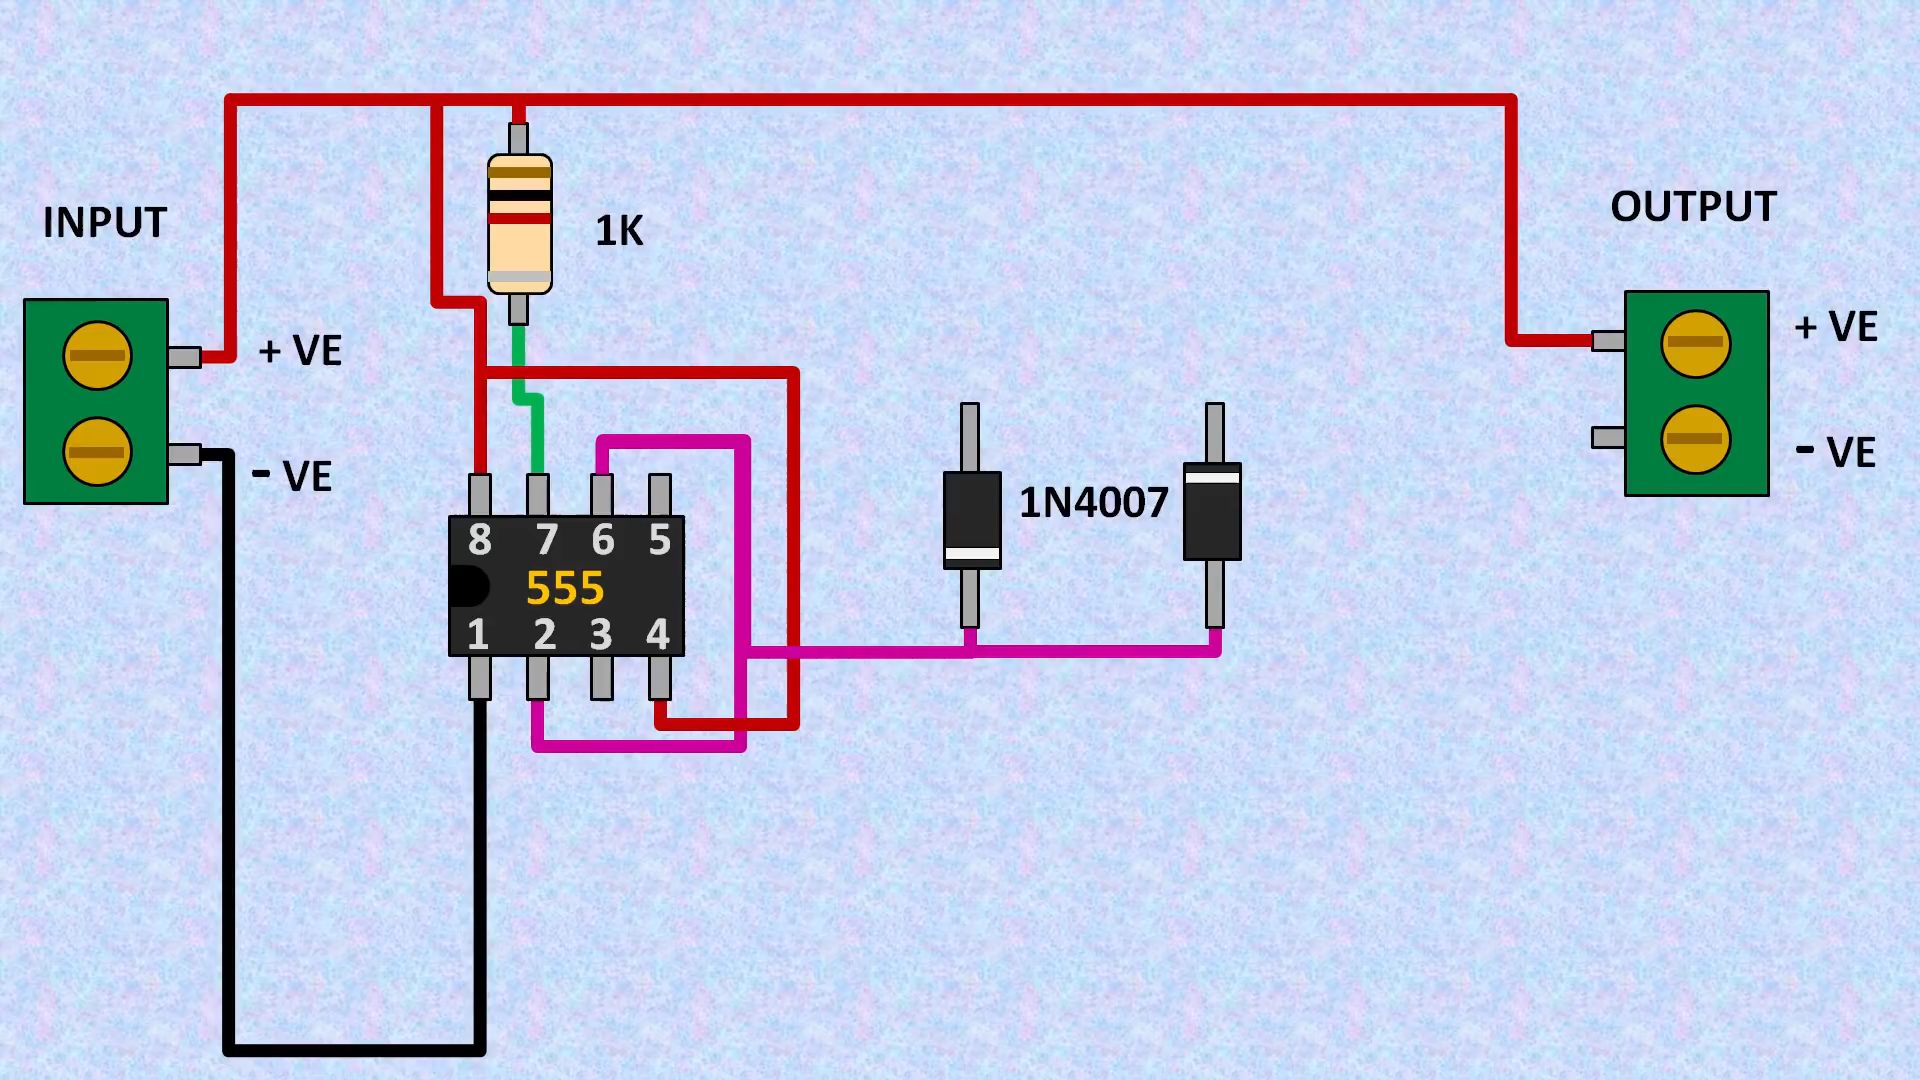 INPUT
+ VE
- VE
1K
8 7 6 5
555
1 2 3 4
1N4007
OUTPUT
+ VE
- VE